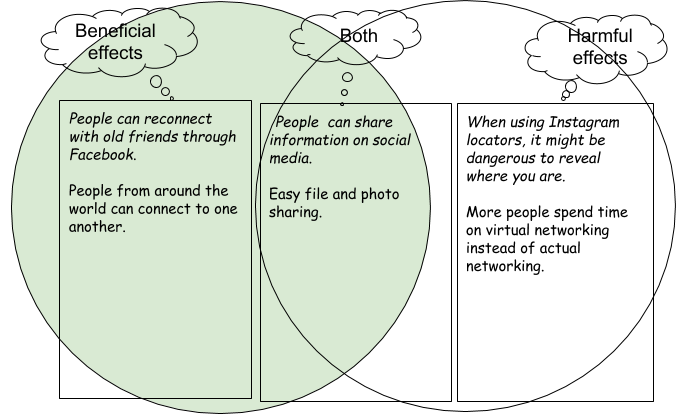 Beneficial
effects
Both
Harmful
effects
People can reconnect
with old friends through
Facebook.
People from around the
world can connect to one
another.
People  can share
information on social
media.
Easy file and photo
sharing.
When using Instagram
locators, it might be
dangerous to reveal
where you are.
More people spend time
on virtual networking
instead of actual
networking.